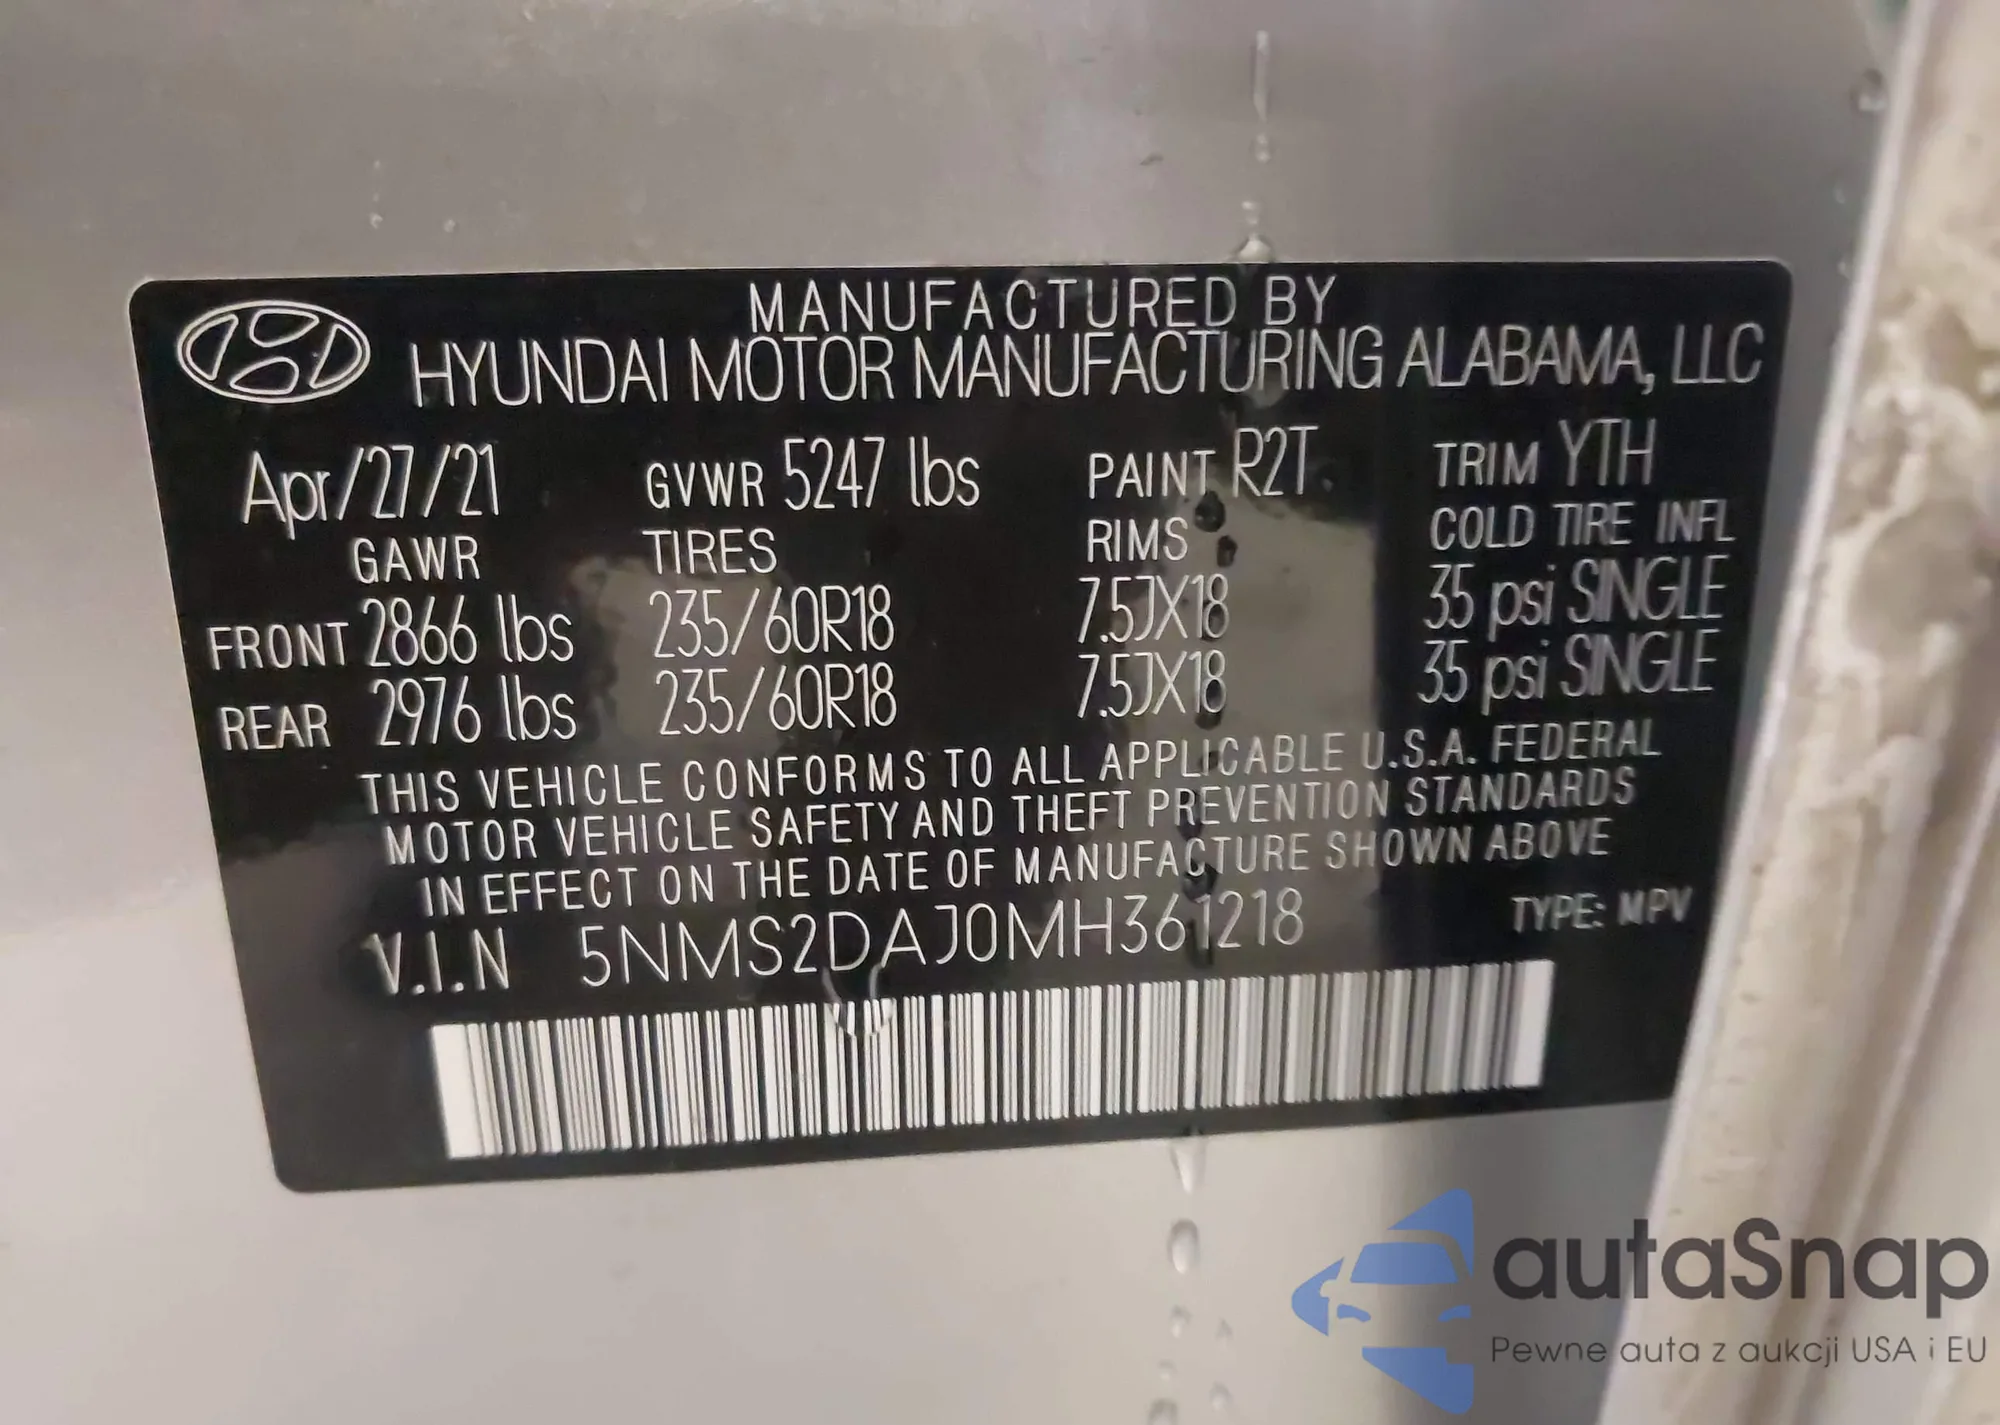 MANUFACTURED BY
HYUNDAI MOTOR MANUFACTURING ALABAMA, LLC
Apr/27/21 GVWR 5247 lbs PAINT R2T TRIM YTH
GAWR TIRES RIMS COLD TIRE INFL
FRONT 2866 lbs 235/60R18 7.5JX18 35 psi SINGLE
REAR 2976 lbs 235/60R18 7.5JX18 35 psi SINGLE
THIS VEHICLE CONFORMS TO ALL APPLICABLE U.S.A. FEDERAL
MOTOR VEHICLE SAFETY AND THEFT PREVENTION STANDARDS
IN EFFECT ON THE DATE OF MANUFACTURE SHOWN ABOVE
V.I.N 5NMS2DAJ0MH361218 TYPE: MPV
autaSnap
Pewne auta z aukcji USA i EU